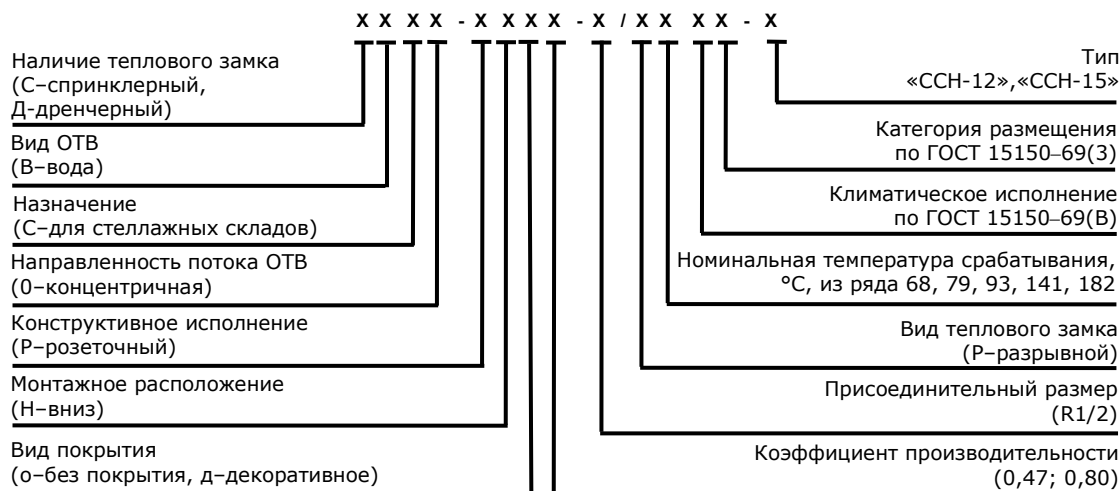 X X X X - X X X X - X / X X X X - X
Наличие теплового замка
(С–спринклерный,
Д-дренчерный)
Вид ОТВ
(В–вода)
Назначение
(С–для стеллажных складов)
Направленность потока ОТВ
(0–концентричная)
Конструктивное исполнение
(Р–розеточный)
Монтажное расположение
(Н–вниз)
Вид покрытия
(о–без покрытия, д–декоративное)
Тип
«ССН-12»,«ССН-15»
Категория размещения
по ГОСТ 15150–69(3)
Климатическое исполнение
по ГОСТ 15150–69(В)
Номинальная температура срабатывания,
°С, из ряда 68, 79, 93, 141, 182
Вид теплового замка
(Р–разрывной)
Присоединительный размер
(R1/2)
Коэффициент производительности
(0,47; 0,80)